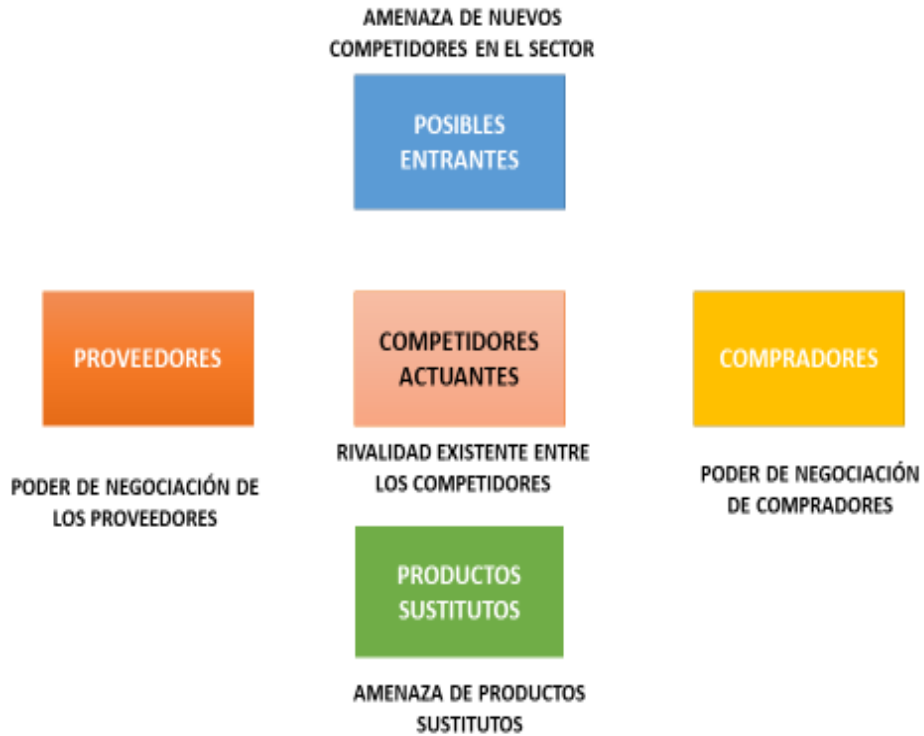 AMENAZA DE NUEVOS
COMPETIDORES EN EL SECTOR
POSIBLES
ENTRANTES
PROVEEDORES
COMPETIDORES
ACTUANTES
COMPRADORES
PODER DE NEGOCIACIÓN DE
LOS PROVEEDORES
RIVALIDAD EXISTENTE ENTRE
LOS COMPETIDORES
PODER DE NEGOCIACIÓN
DE COMPRADORES
PRODUCTOS
SUSTITUTOS
AMENAZA DE PRODUCTOS
SUSTITUTOS